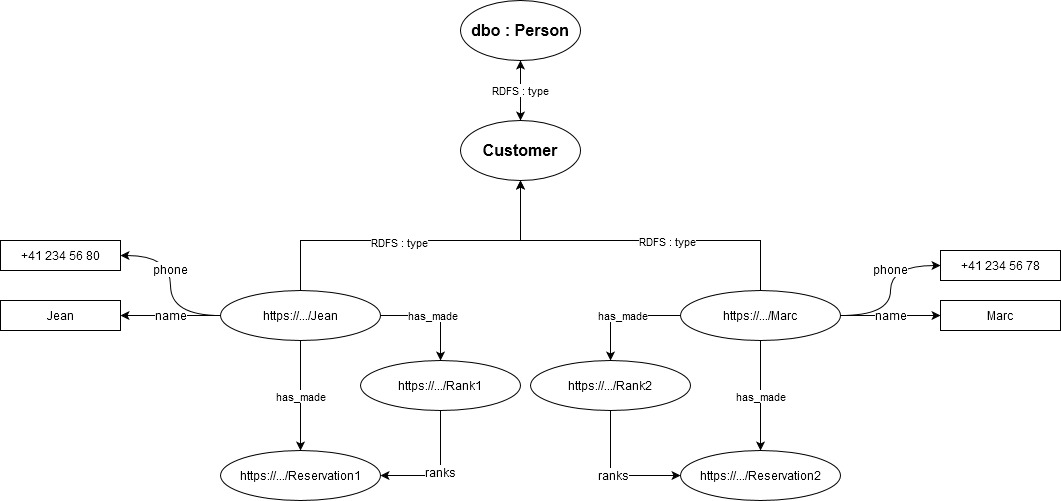 dbo : Person
RDFS : type
Customer
RDFS : type
RDFS : type
+41 234 56 80
phone
phone
+41 234 56 78
Jean
name
https://.../Jean
has_made
has_made
https://.../Marc
name
Marc
https://.../Rank1
https://.../Rank2
has_made
has_made
https://.../Reservation1
ranks
ranks
https://.../Reservation2